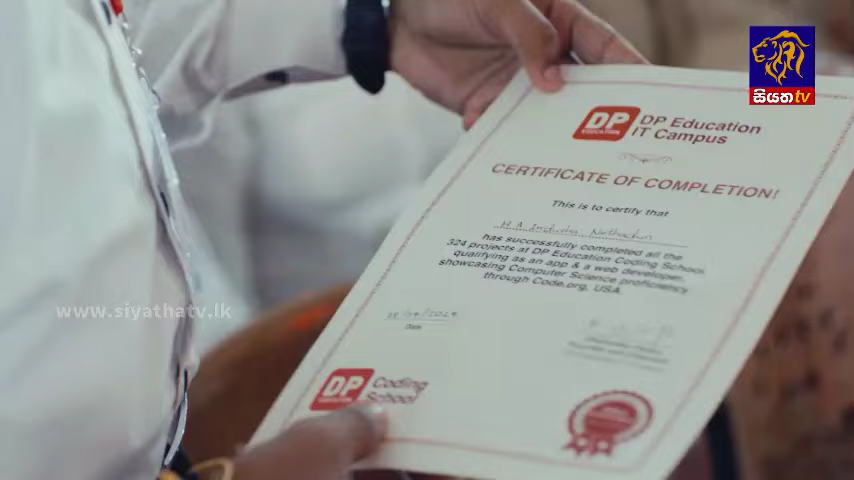 සියත tv
DP
EDUCATION
DP Education
IT Campus
CERTIFICATE OF COMPLETION!
This is to certify that
has successfully completed all the
324 projects at DP Education Coding School,
qualifying as an app & a web developer,
showcasing Computer Science proficiency
through Code.org, USA.
www.siyathatv.lk
Date
DP
EDUCATION
Coding
School